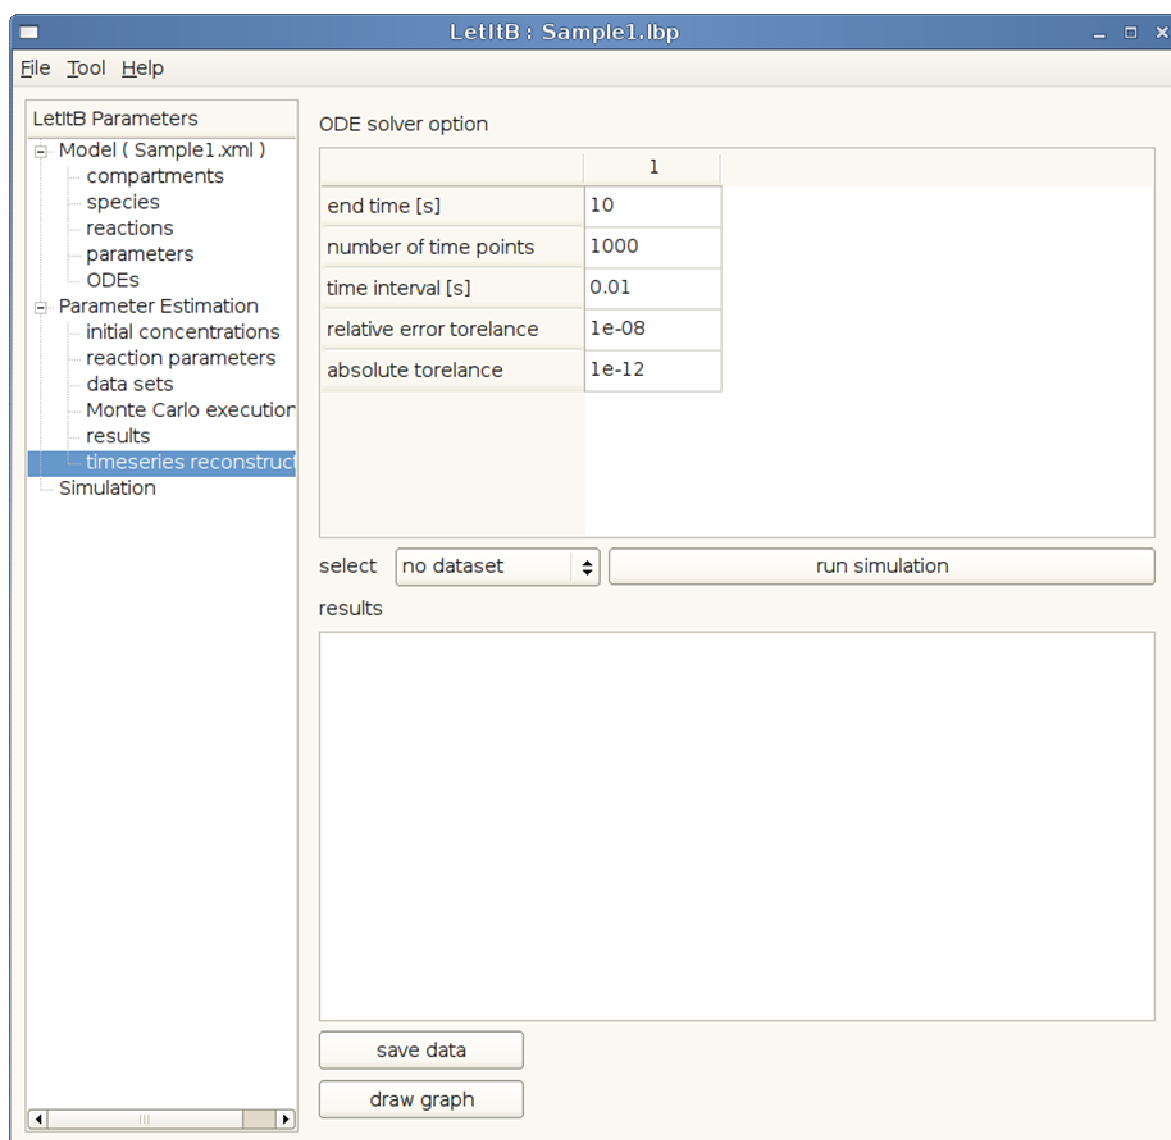 LetItB : Sample1.lbp
File Tool Help
LetItB Parameters
Model ( Sample1.xml )
compartments
species
reactions
parameters
ODEs
Parameter Estimation
initial concentrations
reaction parameters
data sets
Monte Carlo execution
results
timeseries reconstruct
Simulation
ODE solver option
1
end time [s] 10
number of time points 1000
time interval [s] 0.01
relative error torelance 1e-08
absolute torelance 1e-12
select no dataset run simulation
results
save data
draw graph